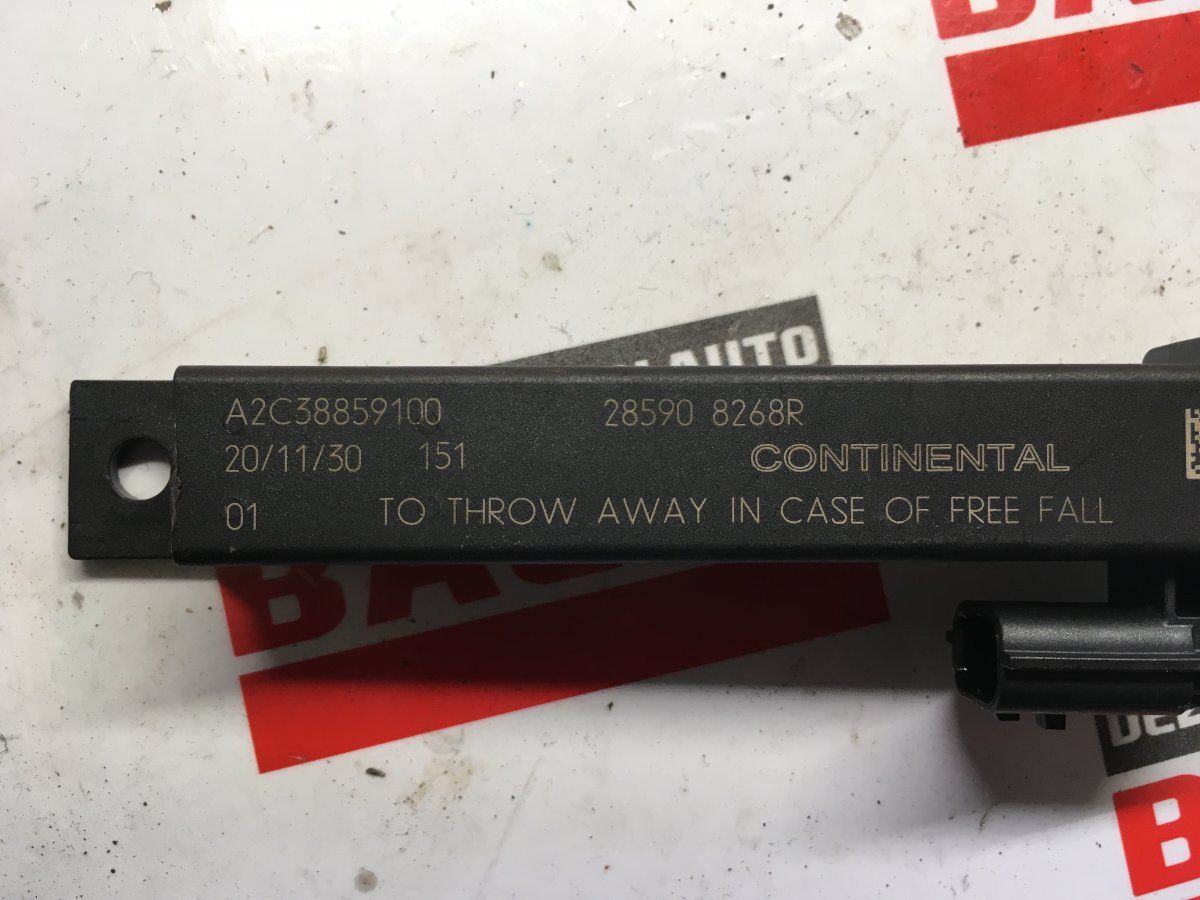 A2C38859100 28590 8268R
20/11/30 151 CONTINENTAL
01 TO THROW AWAY IN CASE OF FREE FALL